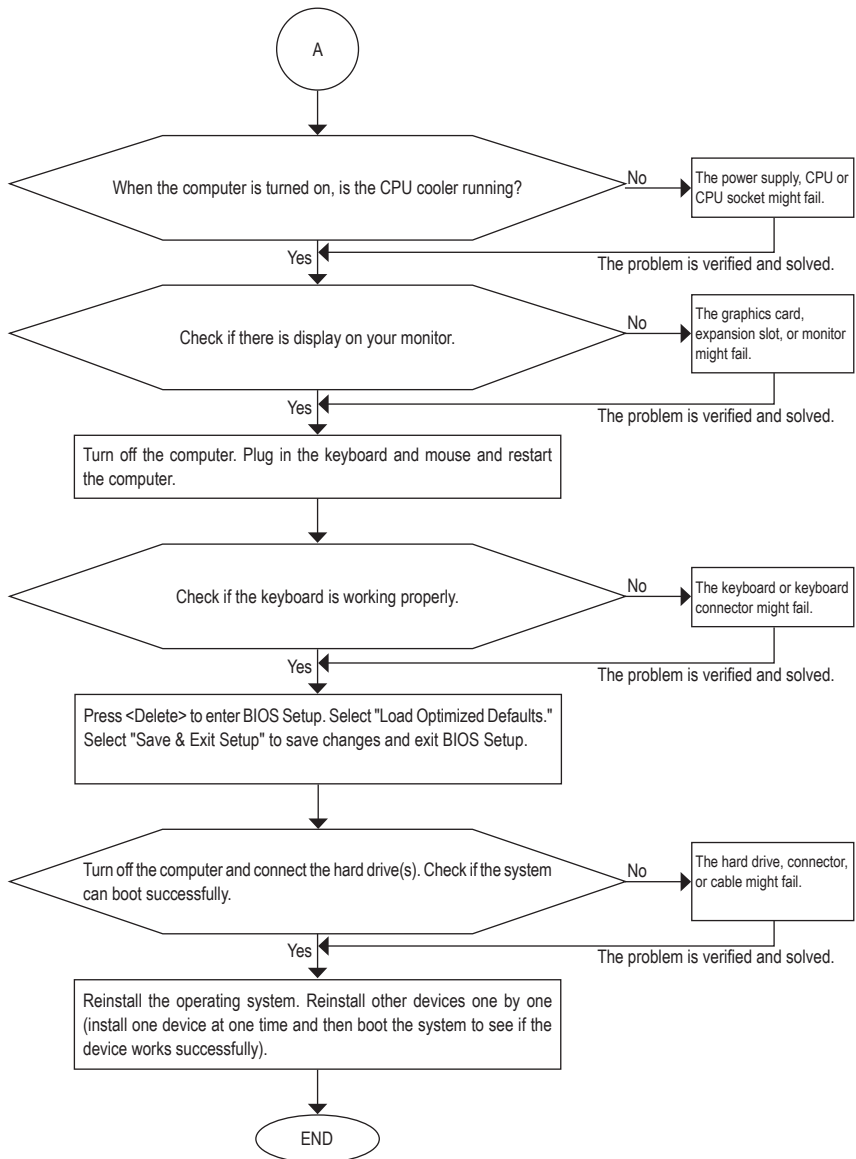 A
When the computer is turned on, is the CPU cooler running?
No
The power supply, CPU or
CPU socket might fail.
Yes
The problem is verified and solved.
Check if there is display on your monitor.
No
The graphics card,
expansion slot, or monitor
might fail.
Yes
The problem is verified and solved.
Turn off the computer. Plug in the keyboard and mouse and restart
the computer.
Check if the keyboard is working properly.
No
The keyboard or keyboard
connector might fail.
Yes
The problem is verified and solved.
Press <Delete> to enter BIOS Setup. Select "Load Optimized Defaults."
Select "Save & Exit Setup" to save changes and exit BIOS Setup.
Turn off the computer and connect the hard drive(s). Check if the system
can boot successfully.
No
The hard drive, connector,
or cable might fail.
Yes
The problem is verified and solved.
Reinstall the operating system. Reinstall other devices one by one
(install one device at one time and then boot the system to see if the
device works successfully).
END